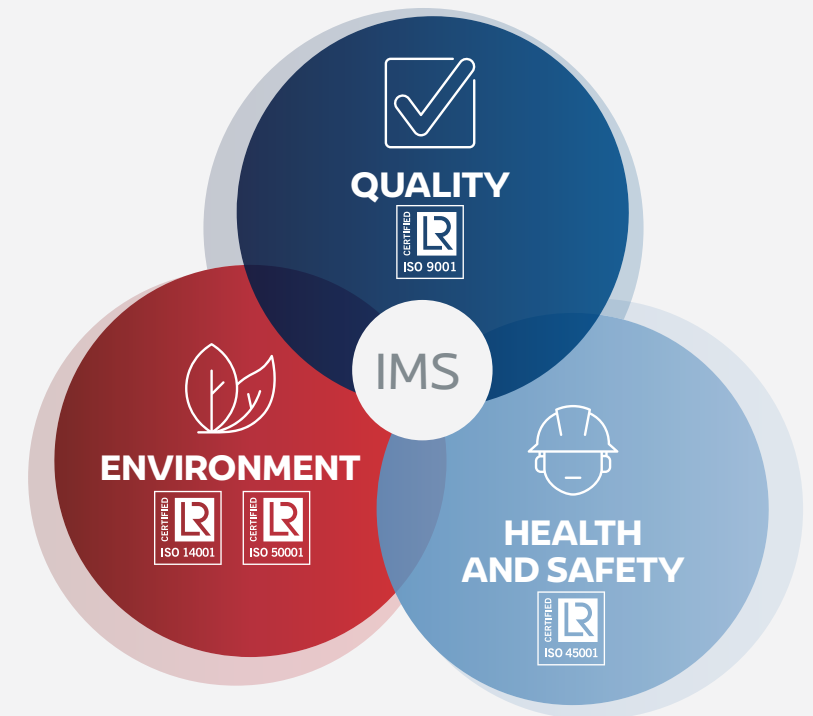 QUALITY
CERTIFIED
LR
ISO 9001
IMS
ENVIRONMENT
CERTIFIED
LR
ISO 14001
CERTIFIED
LR
ISO 50001
HEALTH
AND SAFETY
CERTIFIED
LR
ISO 45001